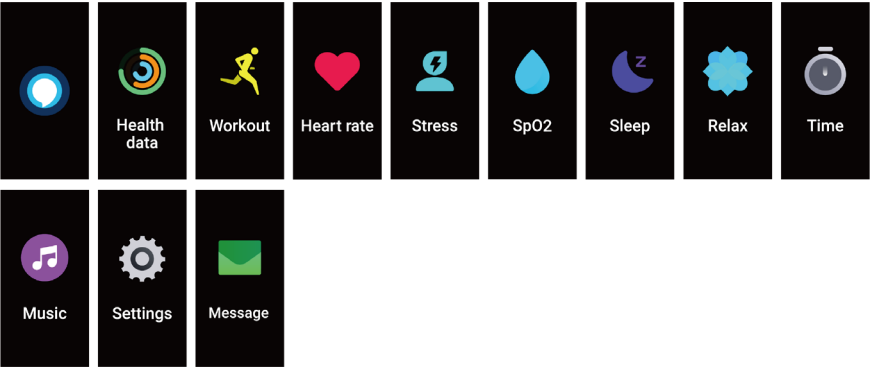 Health
data
Workout
Heart rate
Stress
SpO2
Z
Sleep
Relax
Time
Music
Settings
Message